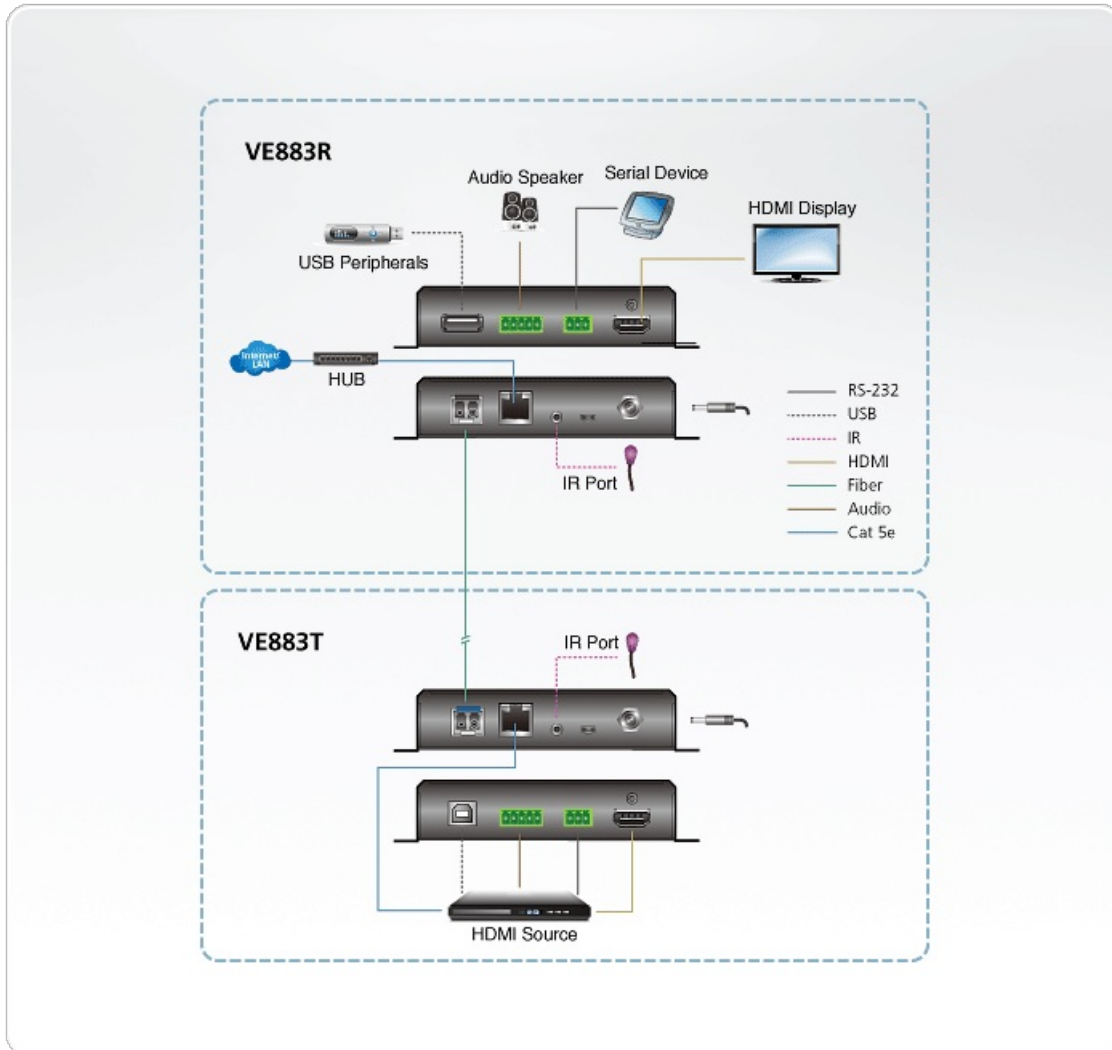 VE883R
Audio Speaker
Serial Device
HDMI Display
USB Peripherals
Internet/
LAN
HUB
IR Port
RS-232
USB
IR
HDMI
Fiber
Audio
Cat 5e
VE883T
IR Port
HDMI Source